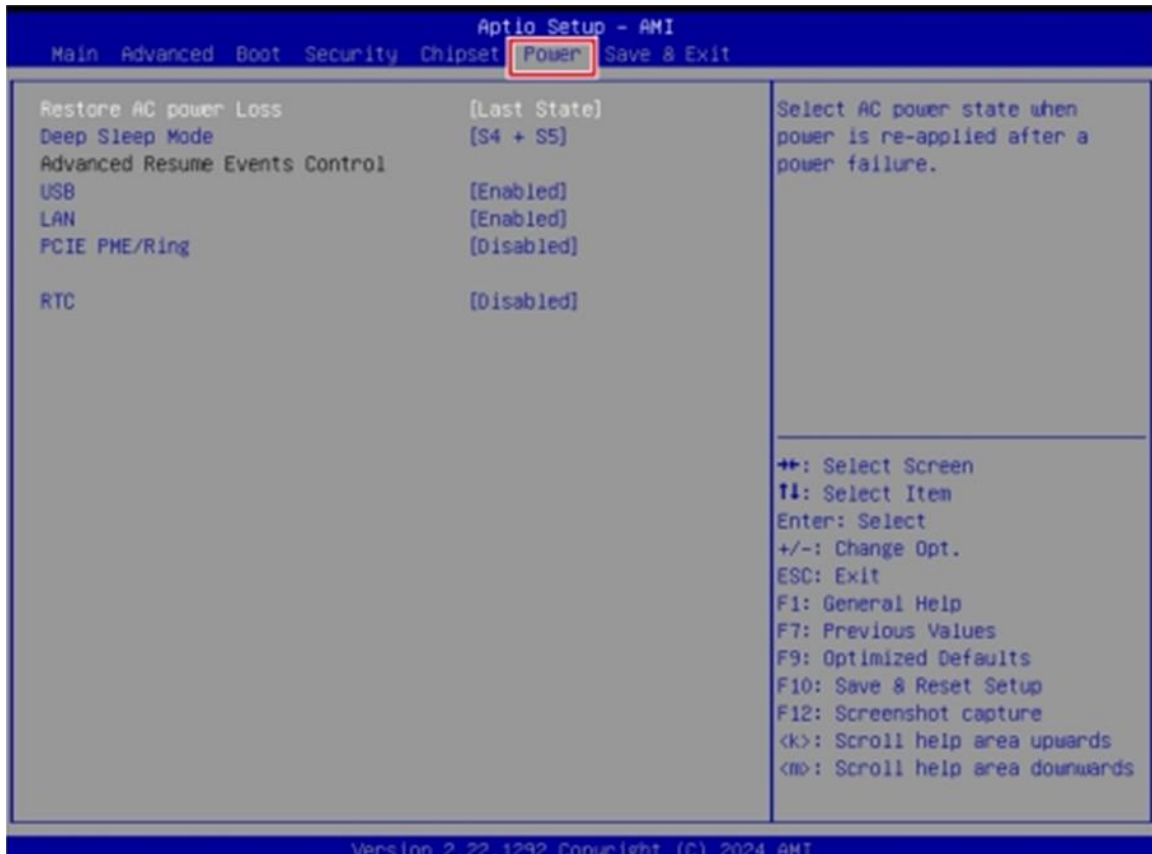 Aptio Setup - AMI
Main Advanced Boot Security Chipset Power Save & Exit
Restore AC power Loss [Last State]
Deep Sleep Mode [S4 + S5]
Advanced Resume Events Control
USB [Enabled]
LAN [Enabled]
PCIE PME/Ring [Disabled]
RTC [Disabled]
Select AC power state when
power is re-applied after a
power failure.
→←: Select Screen
↑↓: Select Item
Enter: Select
+/-: Change Opt.
ESC: Exit
F1: General Help
F7: Previous Values
F9: Optimized Defaults
F10: Save & Reset Setup
F12: Screenshot capture
<k>: Scroll help area upwards
<m>: Scroll help area downwards
Version 2.22.1292 Copyright (C) 2024 AMI